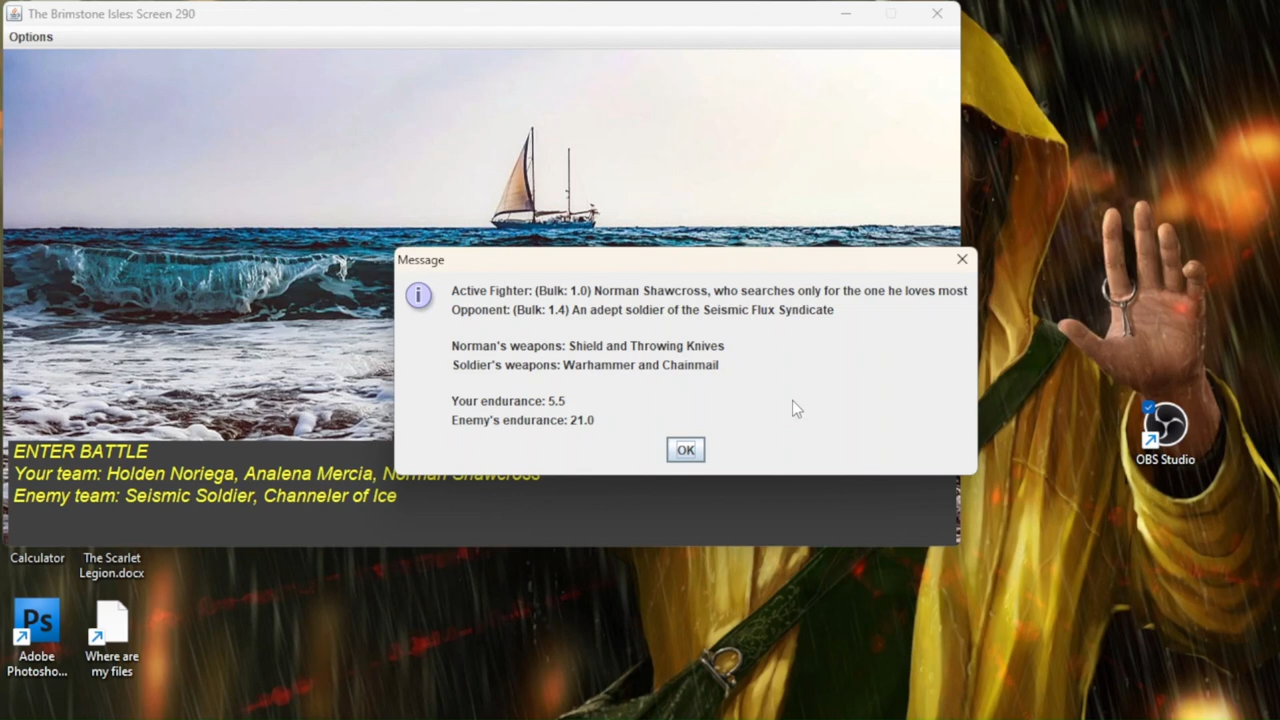 The Brimstone Isles: Screen 290
Options
Message
Active Fighter: (Bulk: 1.0) Norman Shawcross, who searches only for the one he loves most
Opponent: (Bulk: 1.4) An adept soldier of the Seismic Flux Syndicate
Norman's weapons: Shield and Throwing Knives
Soldier's weapons: Warhammer and Chainmail
Your endurance: 5.5
Enemy's endurance: 21.0
OK
ENTER BATTLE
Your team: Holden Noriega, Analena Mercia, Norman Shawcross
Enemy team: Seismic Soldier, Channeler of Ice
OBS Studio
Calculator
The Scarlet
Legion.docx
Ps
Adobe
Photosho...
Where are
my files